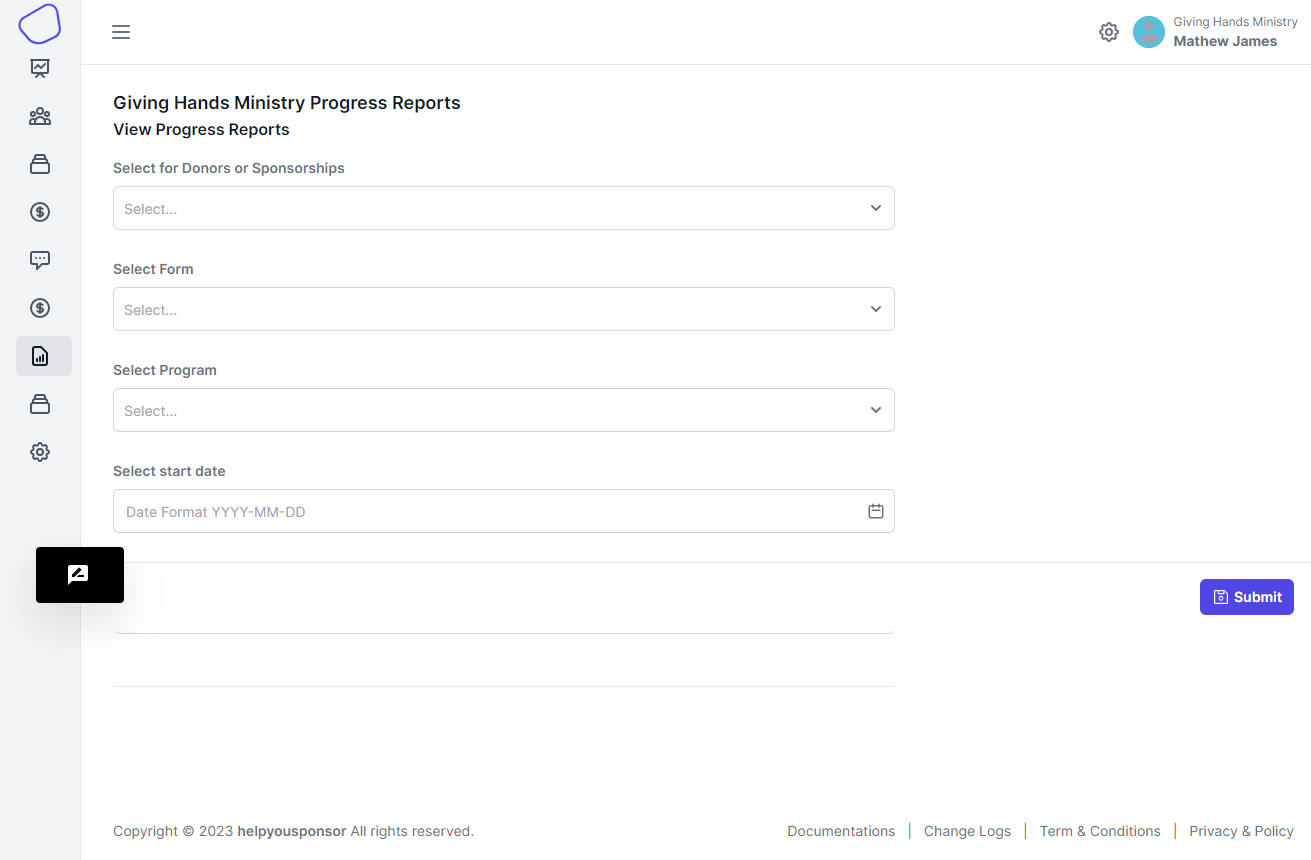 Giving Hands Ministry
Mathew James
Giving Hands Ministry Progress Reports
View Progress Reports
Select for Donors or Sponsorships
Select...
Select Form
Select...
Select Program
Select...
Select start date
Date Format YYYY-MM-DD
Submit
Copyright © 2023 helpyousponsor All rights reserved.
Documentations | Change Logs | Term & Conditions | Privacy & Policy